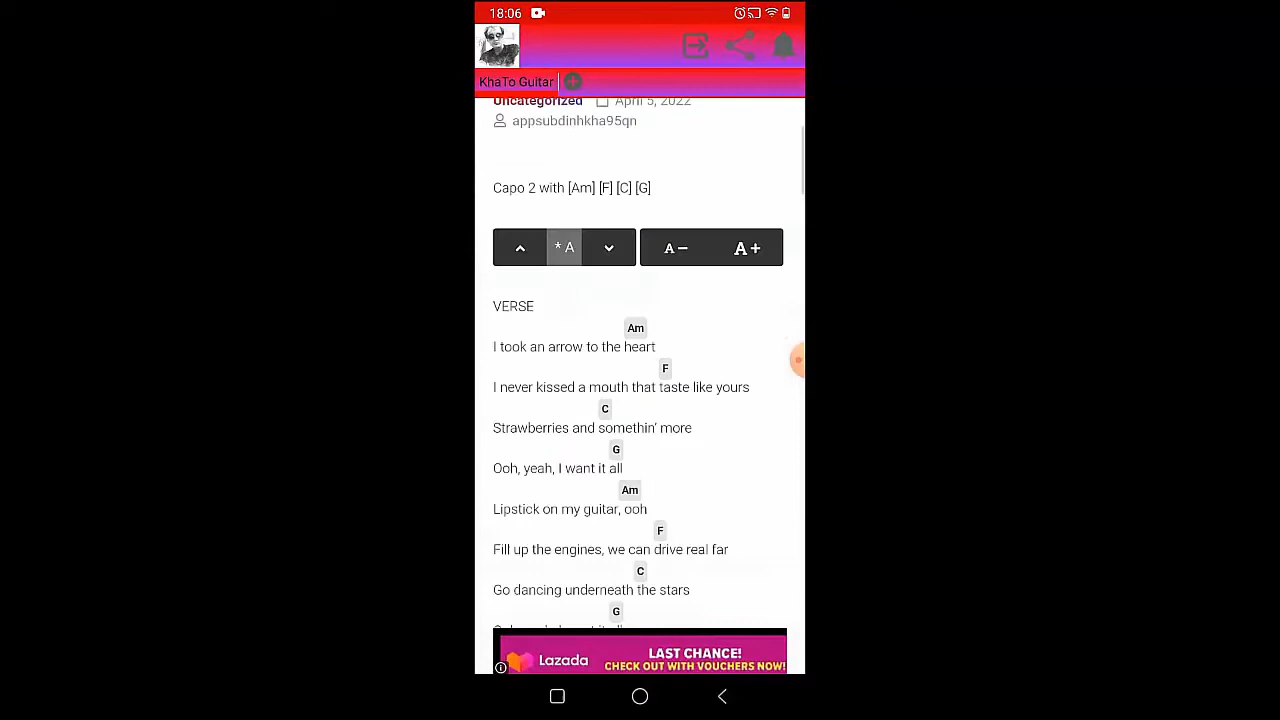 18:06
KhaTo Guitar
Uncategorized April 5, 2022
appsubdinhkha95qn
Capo 2 with [Am] [F] [C] [G]
* A A− A+
VERSE
Am
I took an arrow to the heart
F
I never kissed a mouth that taste like yours
C
Strawberries and somethin' more
G
Ooh, yeah, I want it all
Am
Lipstick on my guitar, ooh
F
Fill up the engines, we can drive real far
C
Go dancing underneath the stars
G
Lazada
LAST CHANCE!
CHECK OUT WITH VOUCHERS NOW!